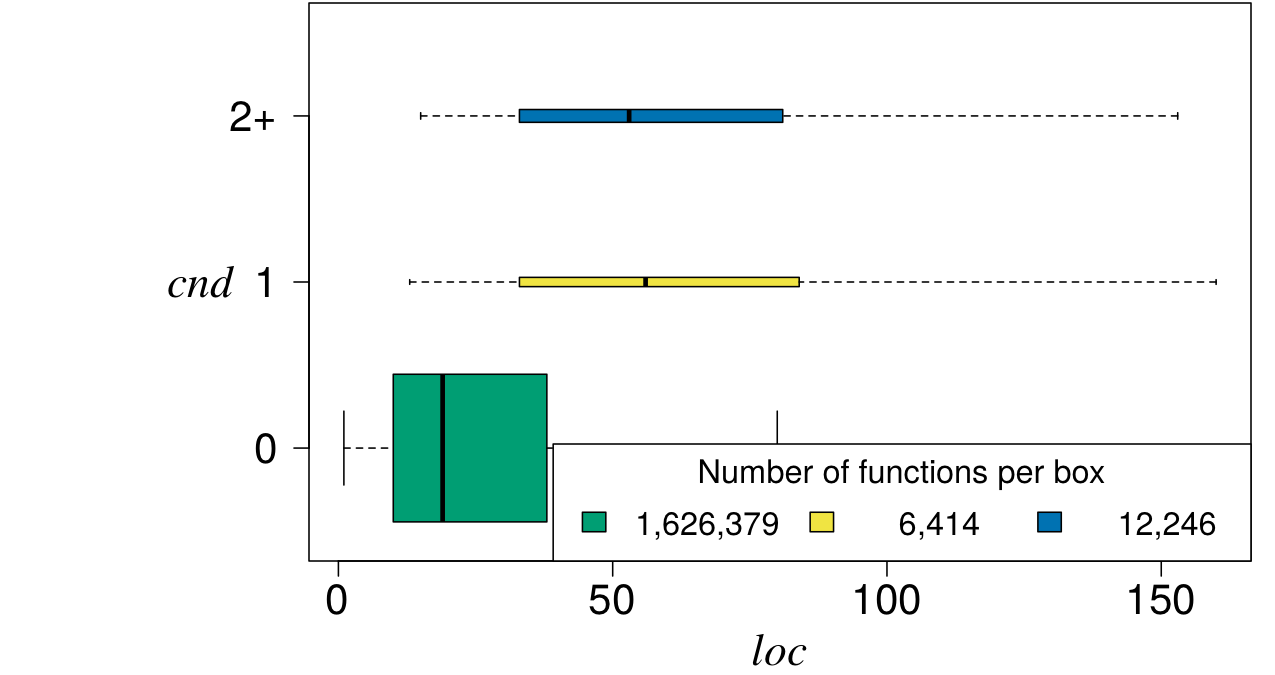 2+
cnd 1
0
Number of functions per box
1,626,379 6,414 12,246
0 50 100 150
loc